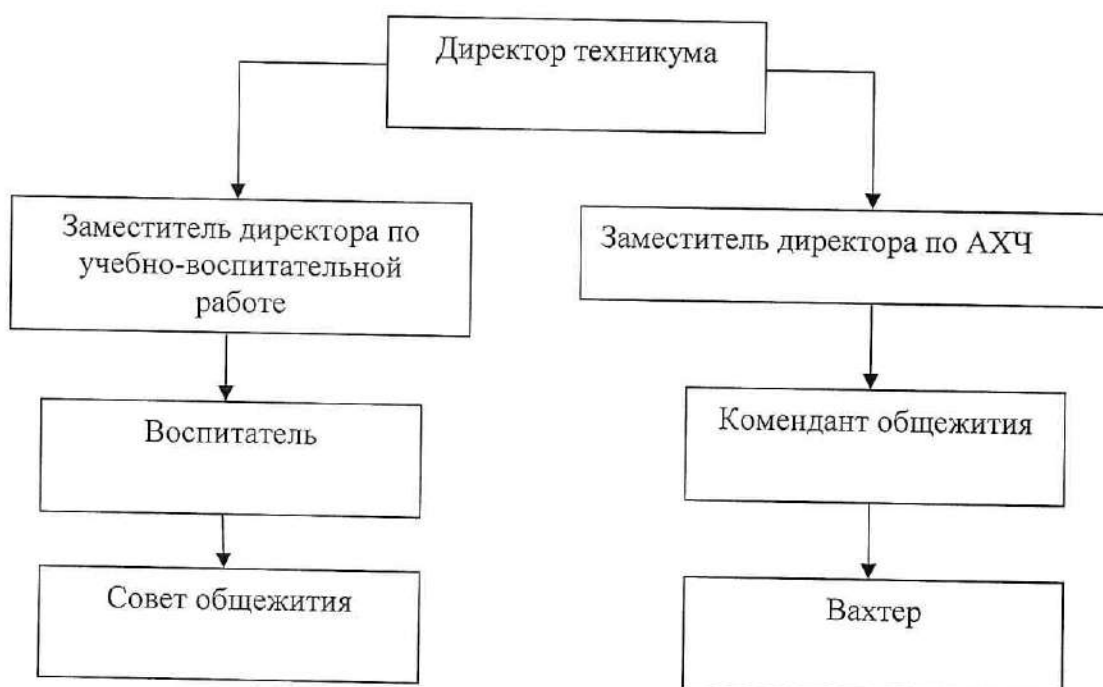 Директор техникума
Заместитель директора по
учебно-воспитательной
работе
Заместитель директора по АХЧ
Воспитатель
Комендант общежития
Совет общежития
Вахтер